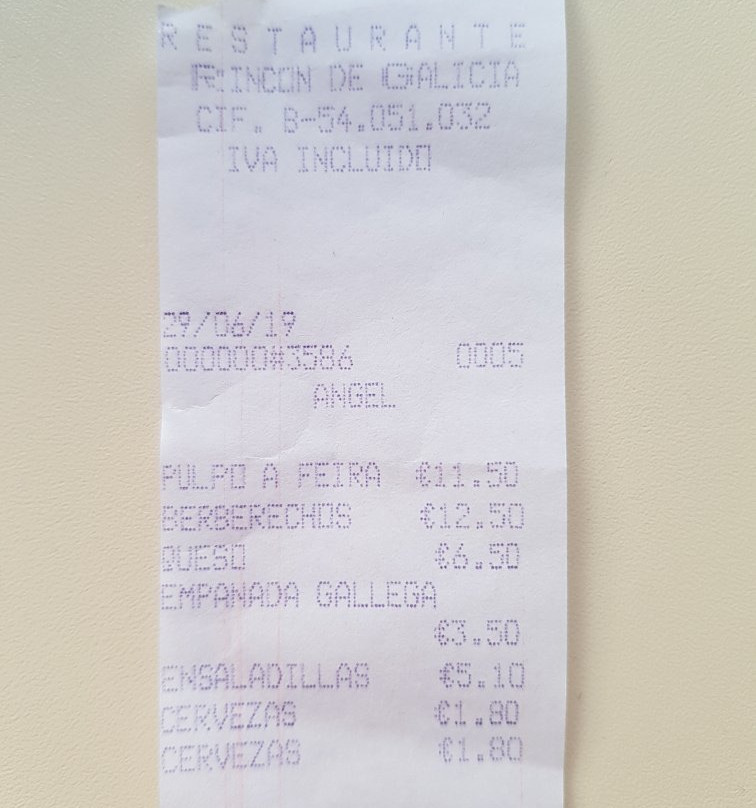 RESTAURANTE
RINCON DE GALICIA
CIF. B-54.051.032
IVA INCLUIDO
29/06/19
000000#3586 0005
ANGEL
PULPO A FEIRA €11.50
BERBERECHOS €12.50
QUESO €6.50
EMPANADA GALLEGA
€3.50
ENSALADILLAS €5.10
CERVEZAS €1.80
CERVEZAS €1.80